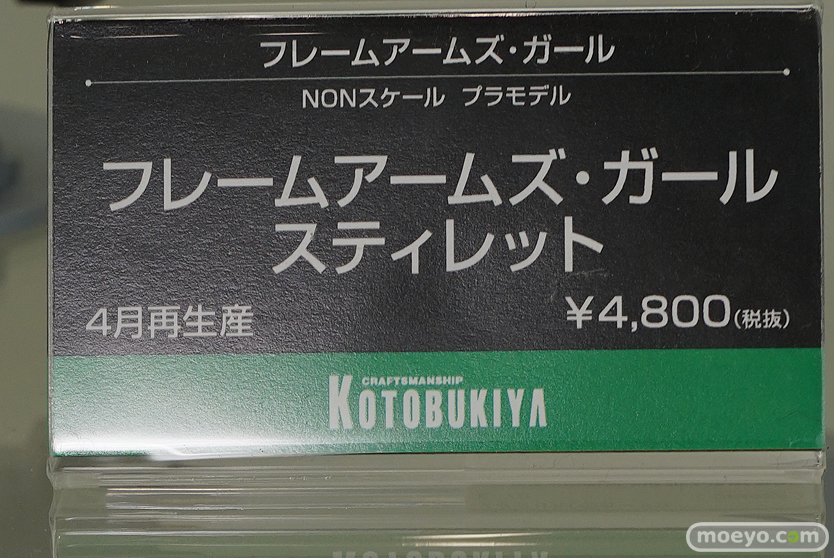 フレームアームズ・ガール
NONスケール プラモデル
フレームアームズ・ガール
スティレット
4月再生産
¥4,800(税抜)
CRAFTSMANSHIP
KOTOBUKIYA
moeyo.com